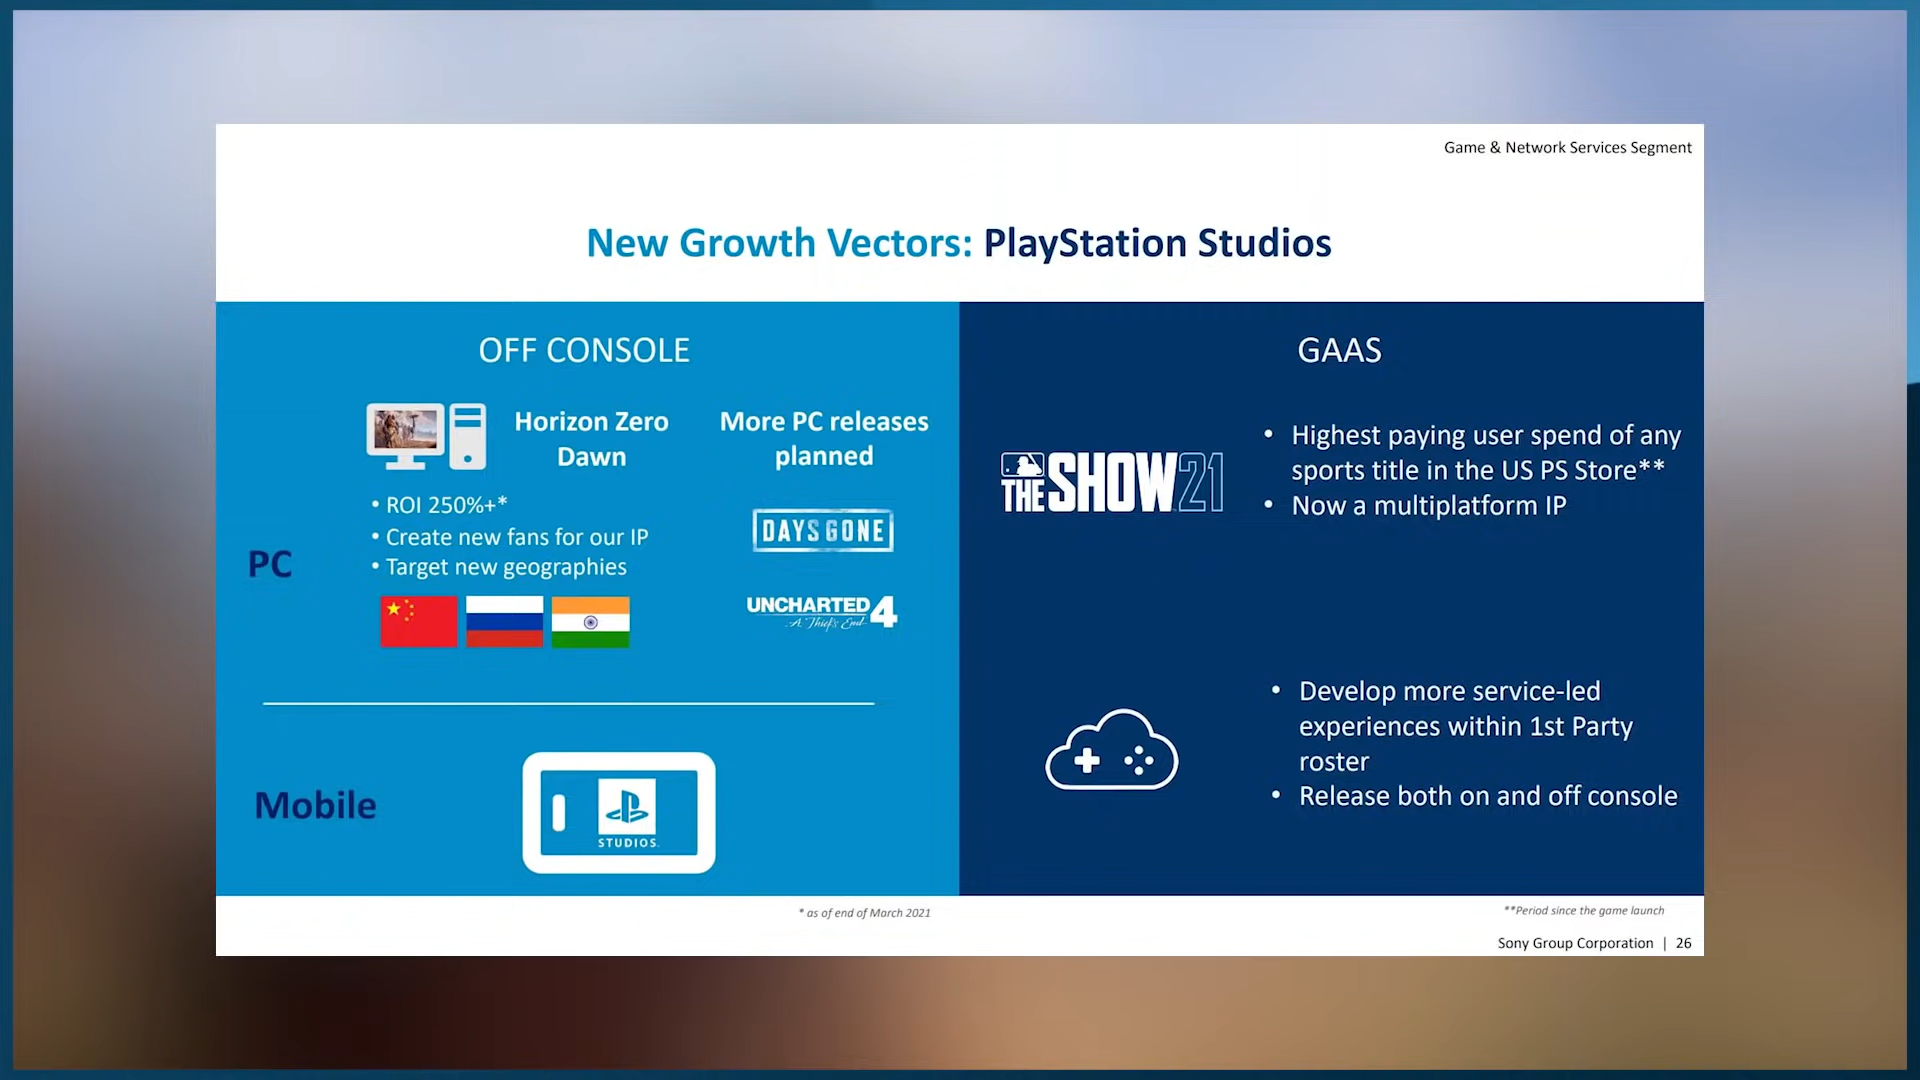 Game & Network Services Segment
New Growth Vectors: PlayStation Studios
OFF CONSOLE
PC
Horizon Zero
Dawn
• ROI 250%+*
• Create new fans for our IP
• Target new geographies
More PC releases
planned
DAYS GONE
UNCHARTED 4
A Thief's End
Mobile
STUDIOS
GAAS
THE SHOW 21
• Highest paying user spend of any
sports title in the US PS Store**
• Now a multiplatform IP
• Develop more service-led
experiences within 1st Party
roster
• Release both on and off console
* as of end of March 2021
**Period since the game launch
Sony Group Corporation | 26